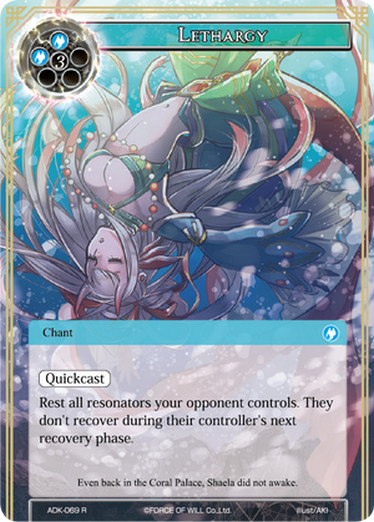 Lethargy
3
Chant
Quickcast
Rest all resonators your opponent controls. They
don't recover during their controller's next
recovery phase.
Even back in the Coral Palace, Shaela did not awake.
ADK-069 R
©FORCE OF WILL Co.,Ltd.
Illust/AKI